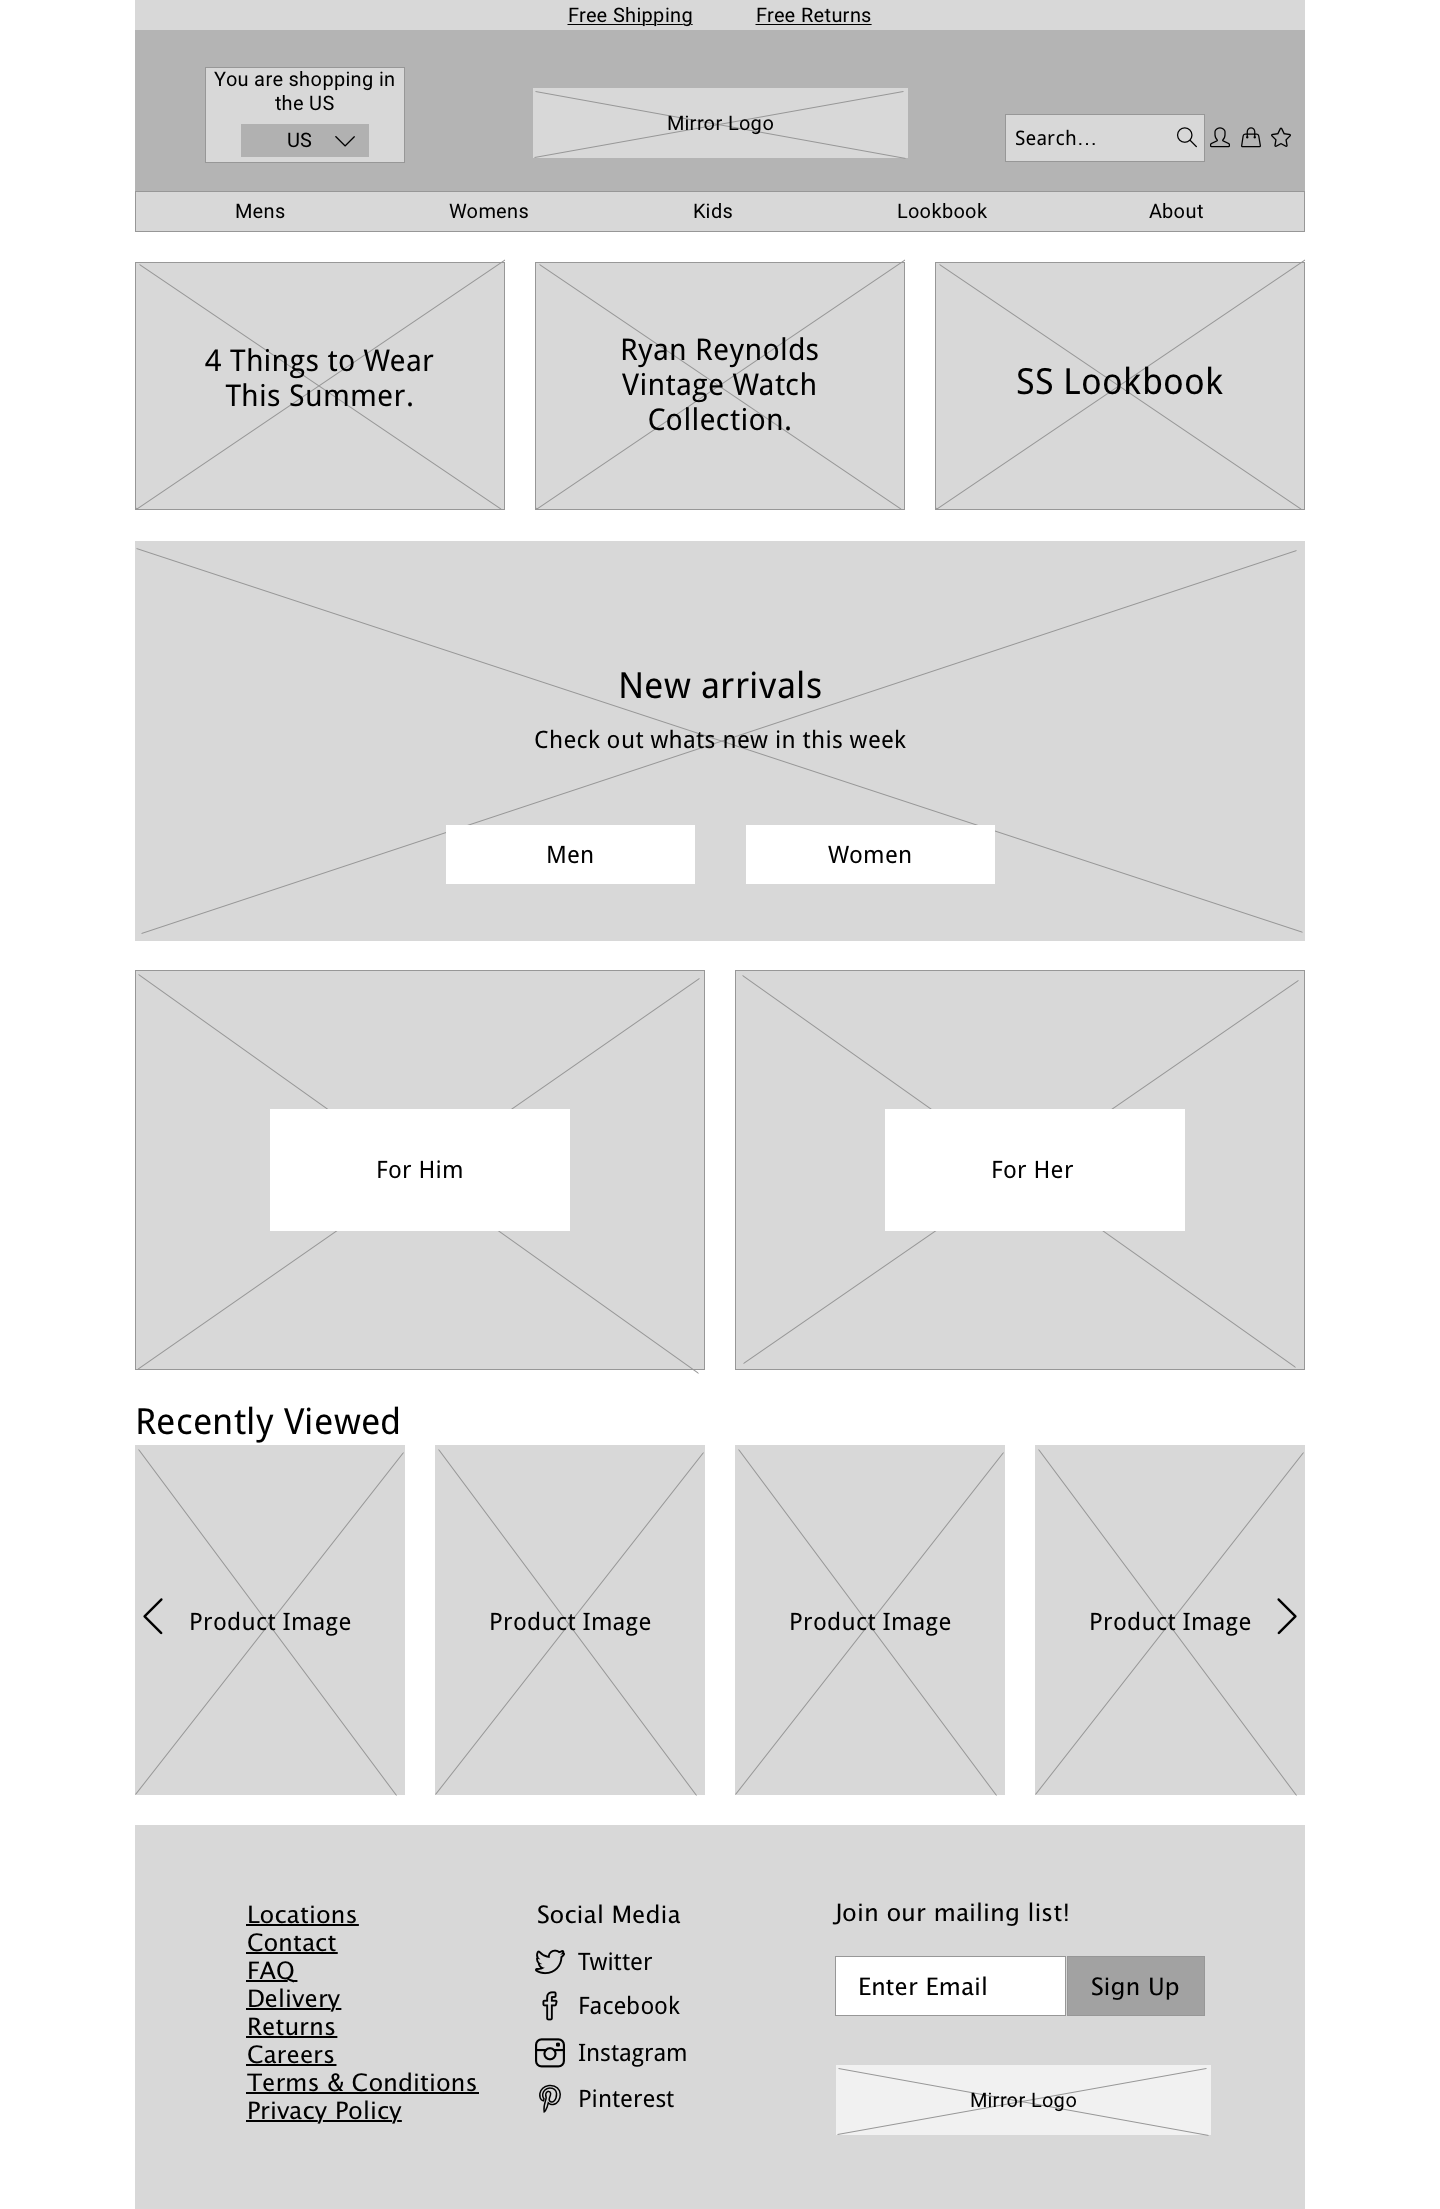 Free Shipping Free Returns
You are shopping in
the US
US
Mirror Logo
Search...
Mens Womens Kids Lookbook About
4 Things to Wear
This Summer.
Ryan Reynolds
Vintage Watch
Collection.
SS Lookbook
New arrivals
Check out whats new in this week
Men Women
For Him For Her
Recently Viewed
Product Image Product Image Product Image Product Image
Locations
Contact
FAQ
Delivery
Returns
Careers
Terms & Conditions
Privacy Policy
Social Media
Twitter
Facebook
Instagram
Pinterest
Join our mailing list!
Enter Email Sign Up
Mirror Logo